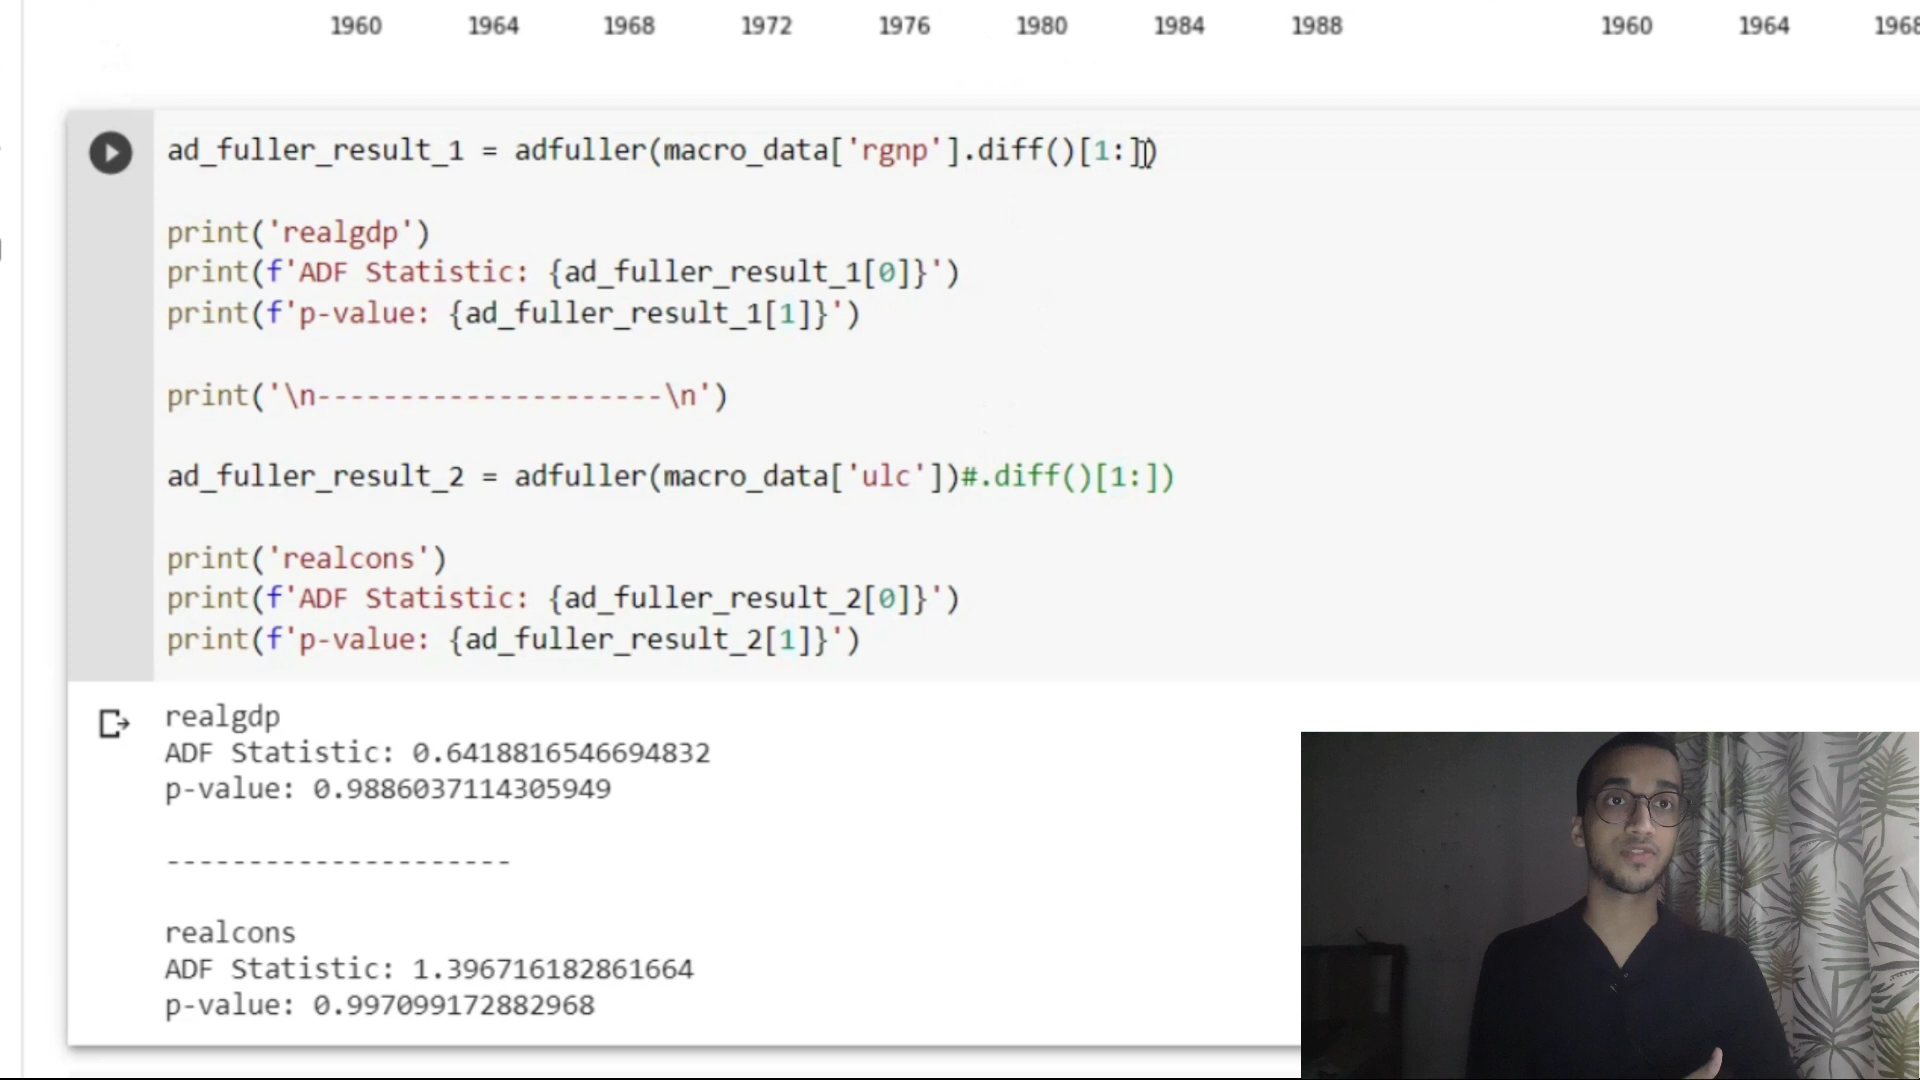 1960 1964 1968 1972 1976 1980 1984 1988 1960 1964 1968
ad_fuller_result_1 = adfuller(macro_data['rgnp'].diff()[1:])
print('realgdp')
print(f'ADF Statistic: {ad_fuller_result_1[0]}')
print(f'p-value: {ad_fuller_result_1[1]}')
print('\n---------------------\n')
ad_fuller_result_2 = adfuller(macro_data['ulc'])#.diff()[1:])
print('realcons')
print(f'ADF Statistic: {ad_fuller_result_2[0]}')
print(f'p-value: {ad_fuller_result_2[1]}')
realgdp
ADF Statistic: 0.6418816546694832
p-value: 0.9886037114305949
---------------------
realcons
ADF Statistic: 1.396716182861664
p-value: 0.997099172882968